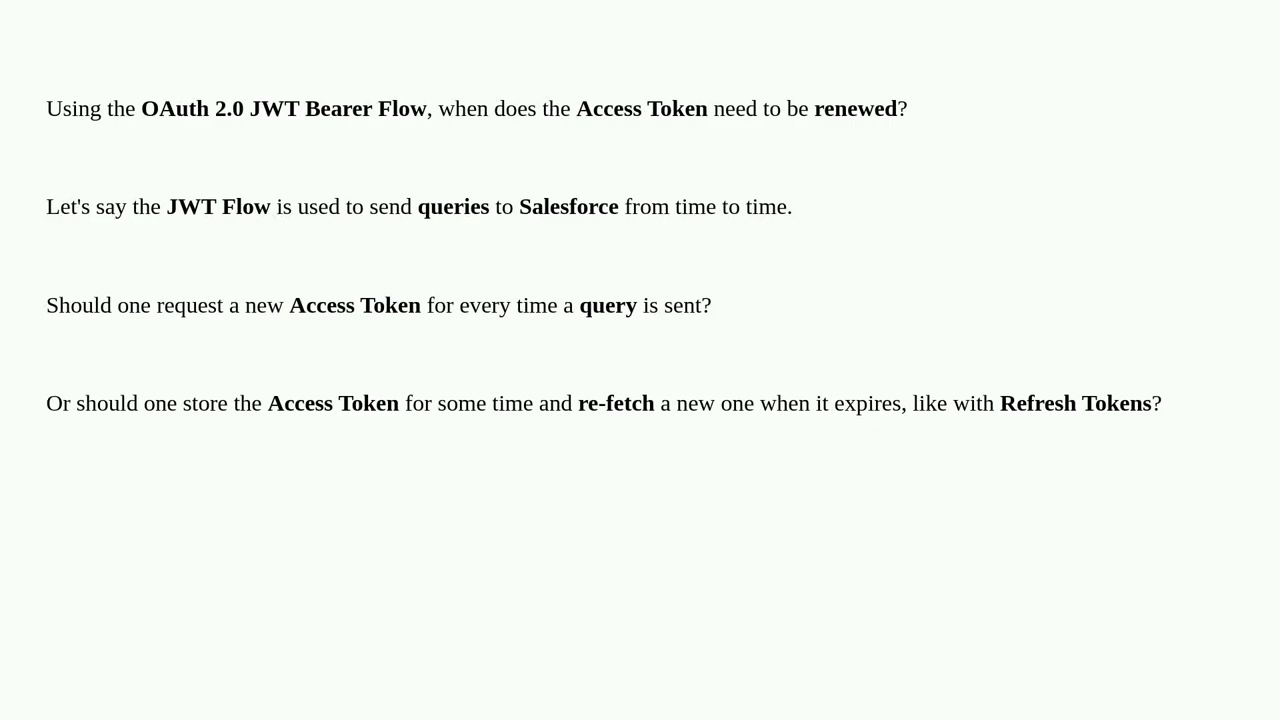 Using the OAuth 2.0 JWT Bearer Flow, when does the Access Token need to be renewed?
Let's say the JWT Flow is used to send queries to Salesforce from time to time.
Should one request a new Access Token for every time a query is sent?
Or should one store the Access Token for some time and re-fetch a new one when it expires, like with Refresh Tokens?